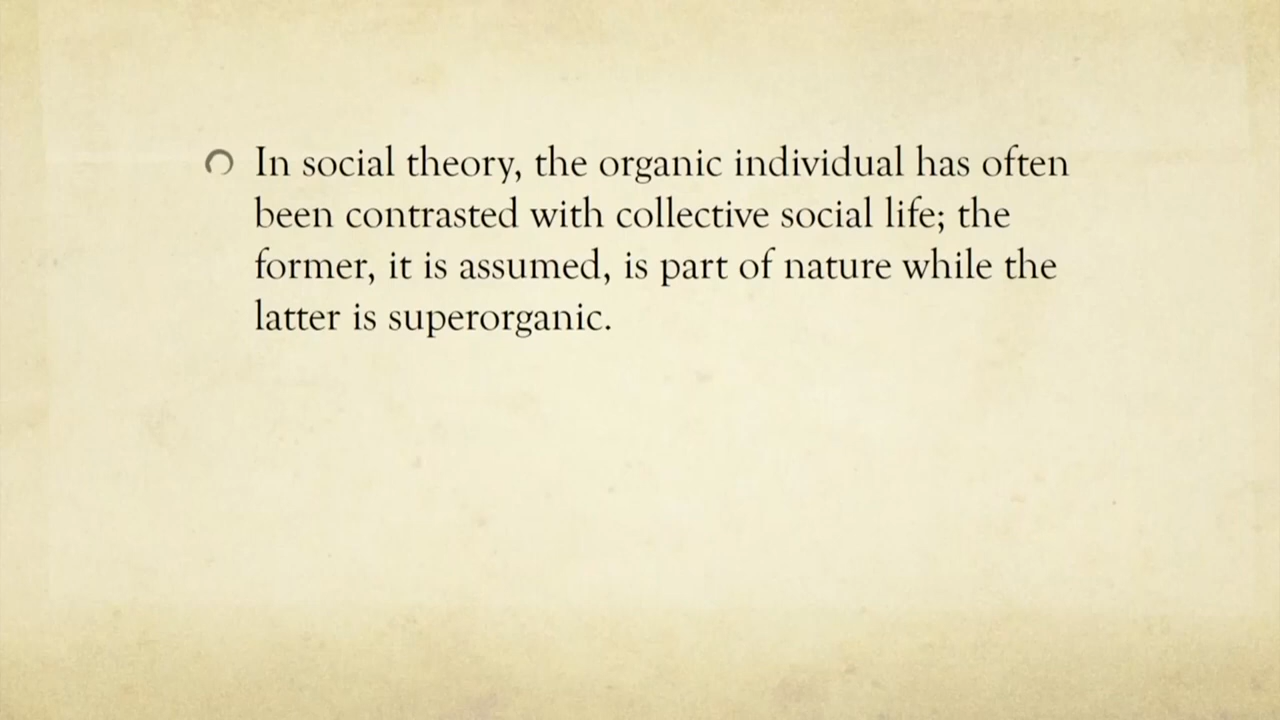 In social theory, the organic individual has often
been contrasted with collective social life; the
former, it is assumed, is part of nature while the
latter is superorganic.